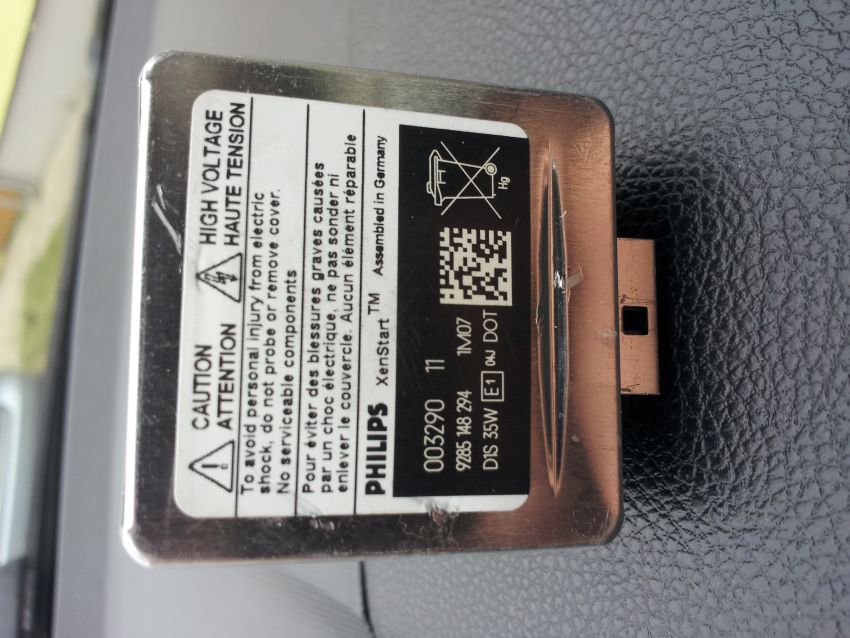 CAUTION HIGH VOLTAGE
ATTENTION HAUTE TENSION
To avoid personal injury from electric
shock, do not probe or remove cover.
No serviceable components
Pour éviter des blessures graves causées
par un choc électrique, ne pas sonder ni
enlever le couvercle. Aucun élément réparable
PHILIPS XenStart™ Assembled in Germany
003290 11
9285 148 294 1M07
D1S 35W E1 04J DOT
Hg